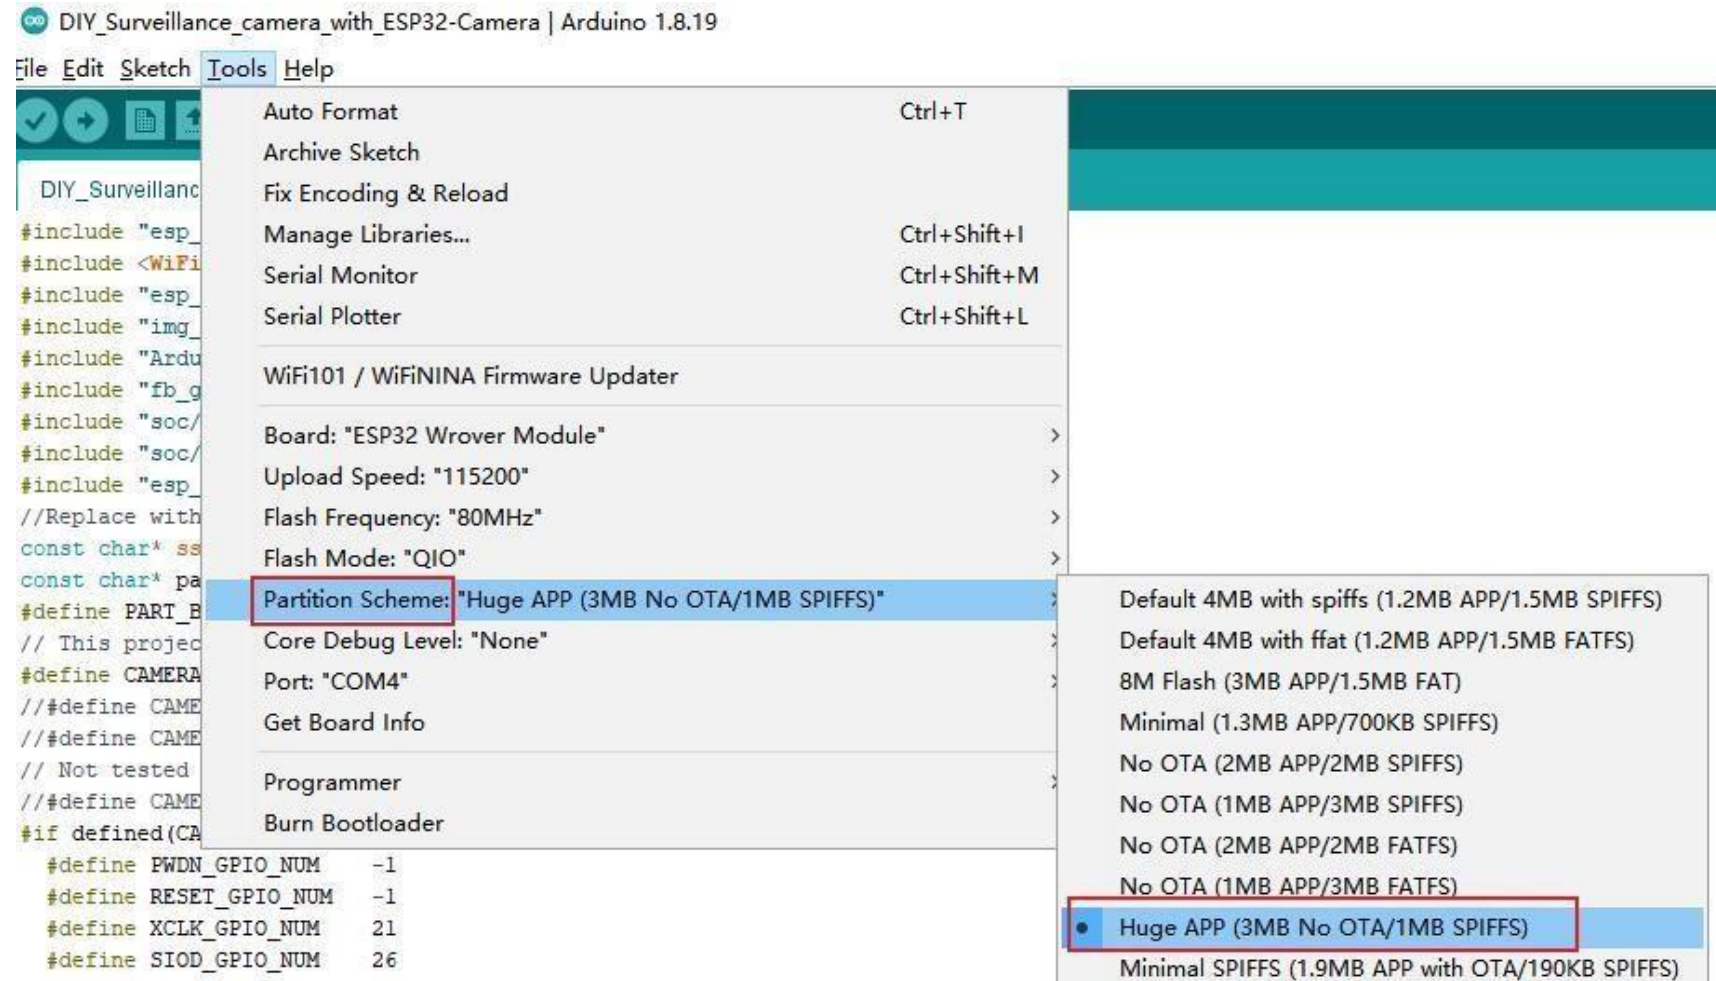 DIY_Surveillance_camera_with_ESP32-Camera | Arduino 1.8.19
File Edit Sketch Tools Help
DIY_Surveillanc
Auto Format Ctrl+T
Archive Sketch
Fix Encoding & Reload
Manage Libraries... Ctrl+Shift+I
Serial Monitor Ctrl+Shift+M
Serial Plotter Ctrl+Shift+L
WiFi101 / WiFiNINA Firmware Updater
Board: "ESP32 Wrover Module"
Upload Speed: "115200"
Flash Frequency: "80MHz"
Flash Mode: "QIO"
Partition Scheme: "Huge APP (3MB No OTA/1MB SPIFFS)"
Core Debug Level: "None"
Port: "COM4"
Get Board Info
Programmer
Burn Bootloader
Default 4MB with spiffs (1.2MB APP/1.5MB SPIFFS)
Default 4MB with ffat (1.2MB APP/1.5MB FATFS)
8M Flash (3MB APP/1.5MB FAT)
Minimal (1.3MB APP/700KB SPIFFS)
No OTA (2MB APP/2MB SPIFFS)
No OTA (1MB APP/3MB SPIFFS)
No OTA (2MB APP/2MB FATFS)
No OTA (1MB APP/3MB FATFS)
Huge APP (3MB No OTA/1MB SPIFFS)
Minimal SPIFFS (1.9MB APP with OTA/190KB SPIFFS)
#include "esp_
#include <WiFi
#include "esp_
#include "img_
#include "Ardu
#include "fb_g
#include "soc/
#include "soc/
#include "esp_
//Replace with
const char* ss
const char* pa
#define PART_B
// This projec
#define CAMERA
//#define CAME
//#define CAME
// Not tested
//#define CAME
#if defined(CA
#define PWDN_GPIO_NUM -1
#define RESET_GPIO_NUM -1
#define XCLK_GPIO_NUM 21
#define SIOD_GPIO_NUM 26